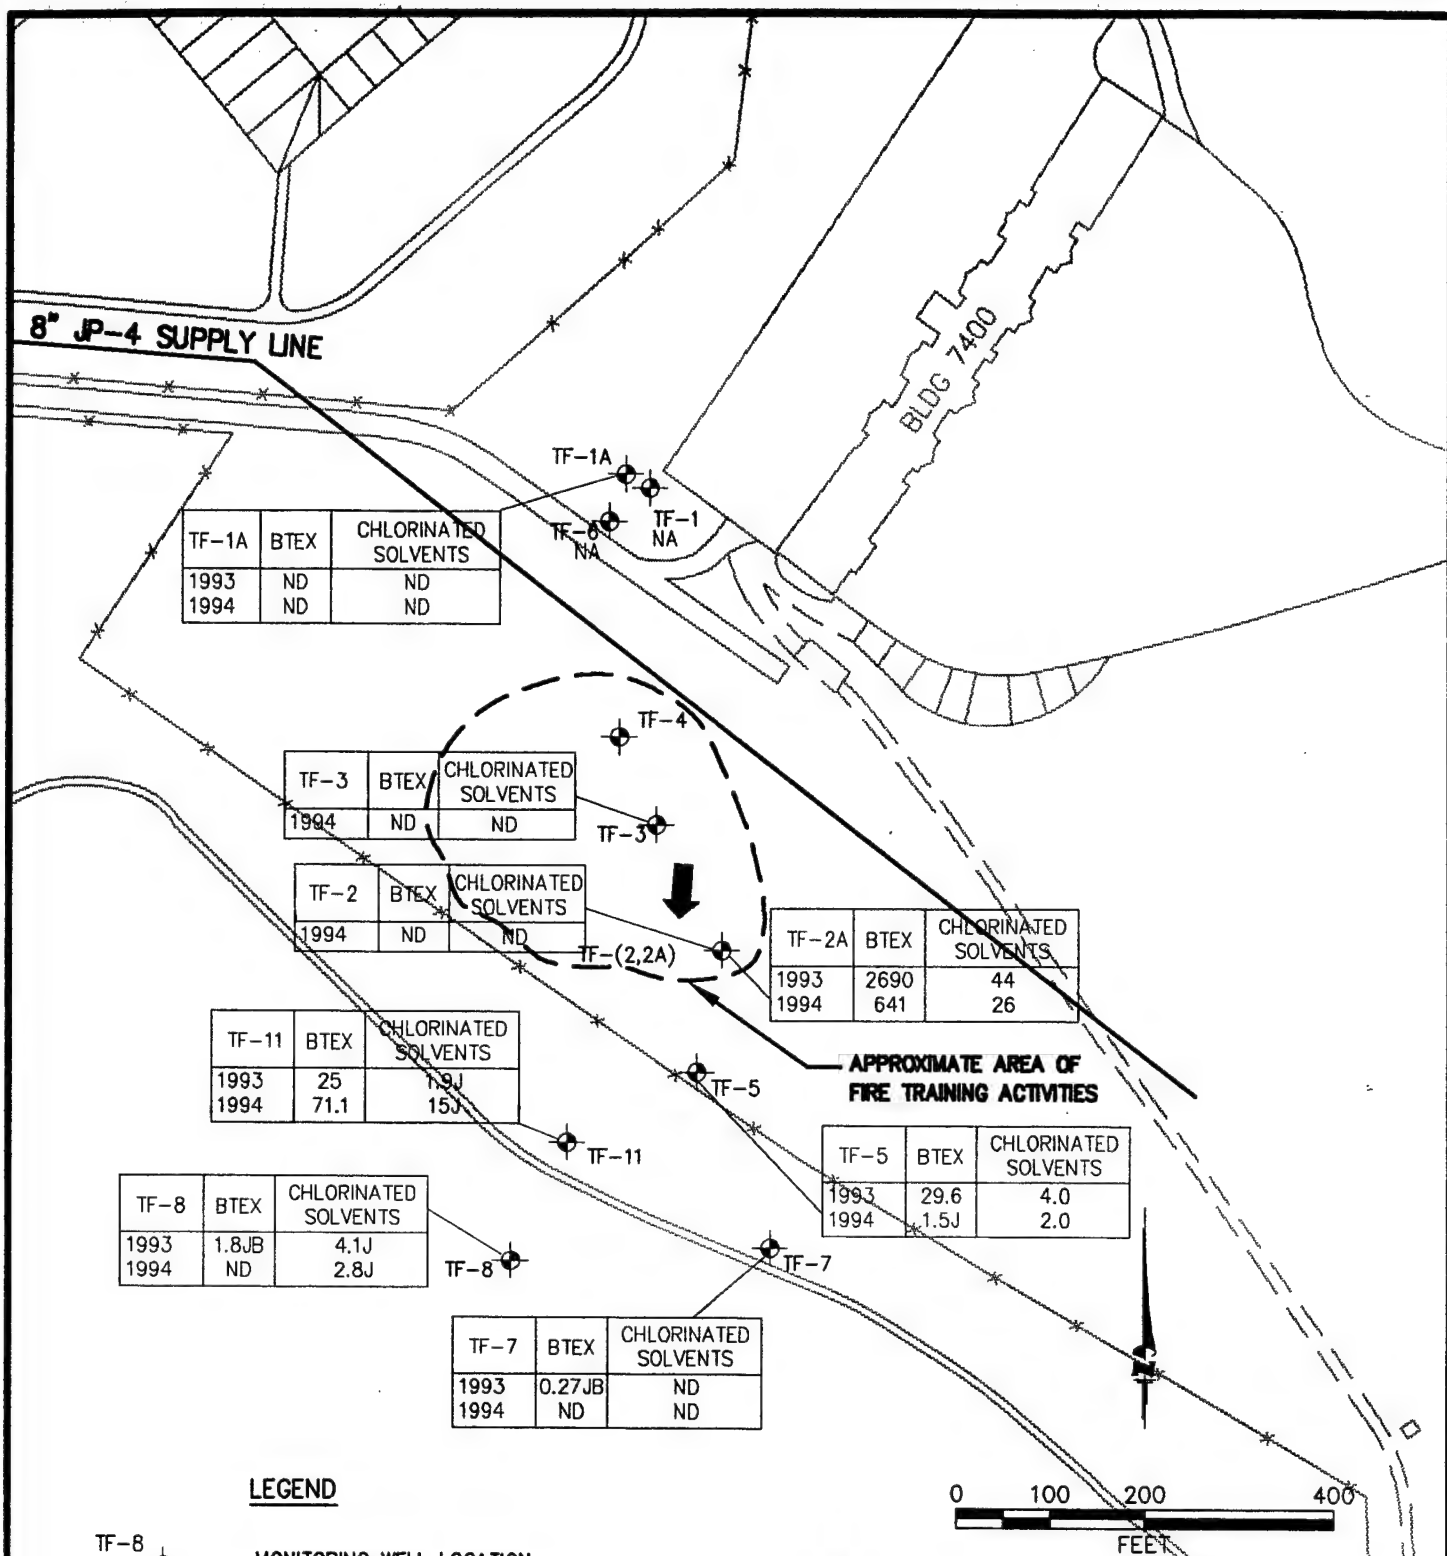 8" JP-4 SUPPLY LINE
BLDG 7400
TF-1A
TF-1
NA
TF-6
NA
TF-1A BTEX CHLORINATED SOLVENTS
1993 ND ND
1994 ND ND
TF-4
TF-3 BTEX CHLORINATED SOLVENTS
1994 ND ND
TF-3
TF-2 BTEX CHLORINATED SOLVENTS
1994 ND ND
TF-(2,2A)
TF-2A BTEX CHLORINATED SOLVENTS
1993 2690 44
1994 641 26
TF-11 BTEX CHLORINATED SOLVENTS
1993 25 1.9J
1994 71.1 15J
APPROXIMATE AREA OF
FIRE TRAINING ACTIVITIES
TF-5
TF-11
TF-5 BTEX CHLORINATED SOLVENTS
1993 29.6 4.0
1994 1.5J 2.0
TF-8 BTEX CHLORINATED SOLVENTS
1993 1.8JB 4.1J
1994 ND 2.8J
TF-8
TF-7
TF-7 BTEX CHLORINATED SOLVENTS
1993 0.27JB ND
1994 ND ND
N
LEGEND
0 100 200 400
FEET
TF-8
MONITORING WELL LOCATION